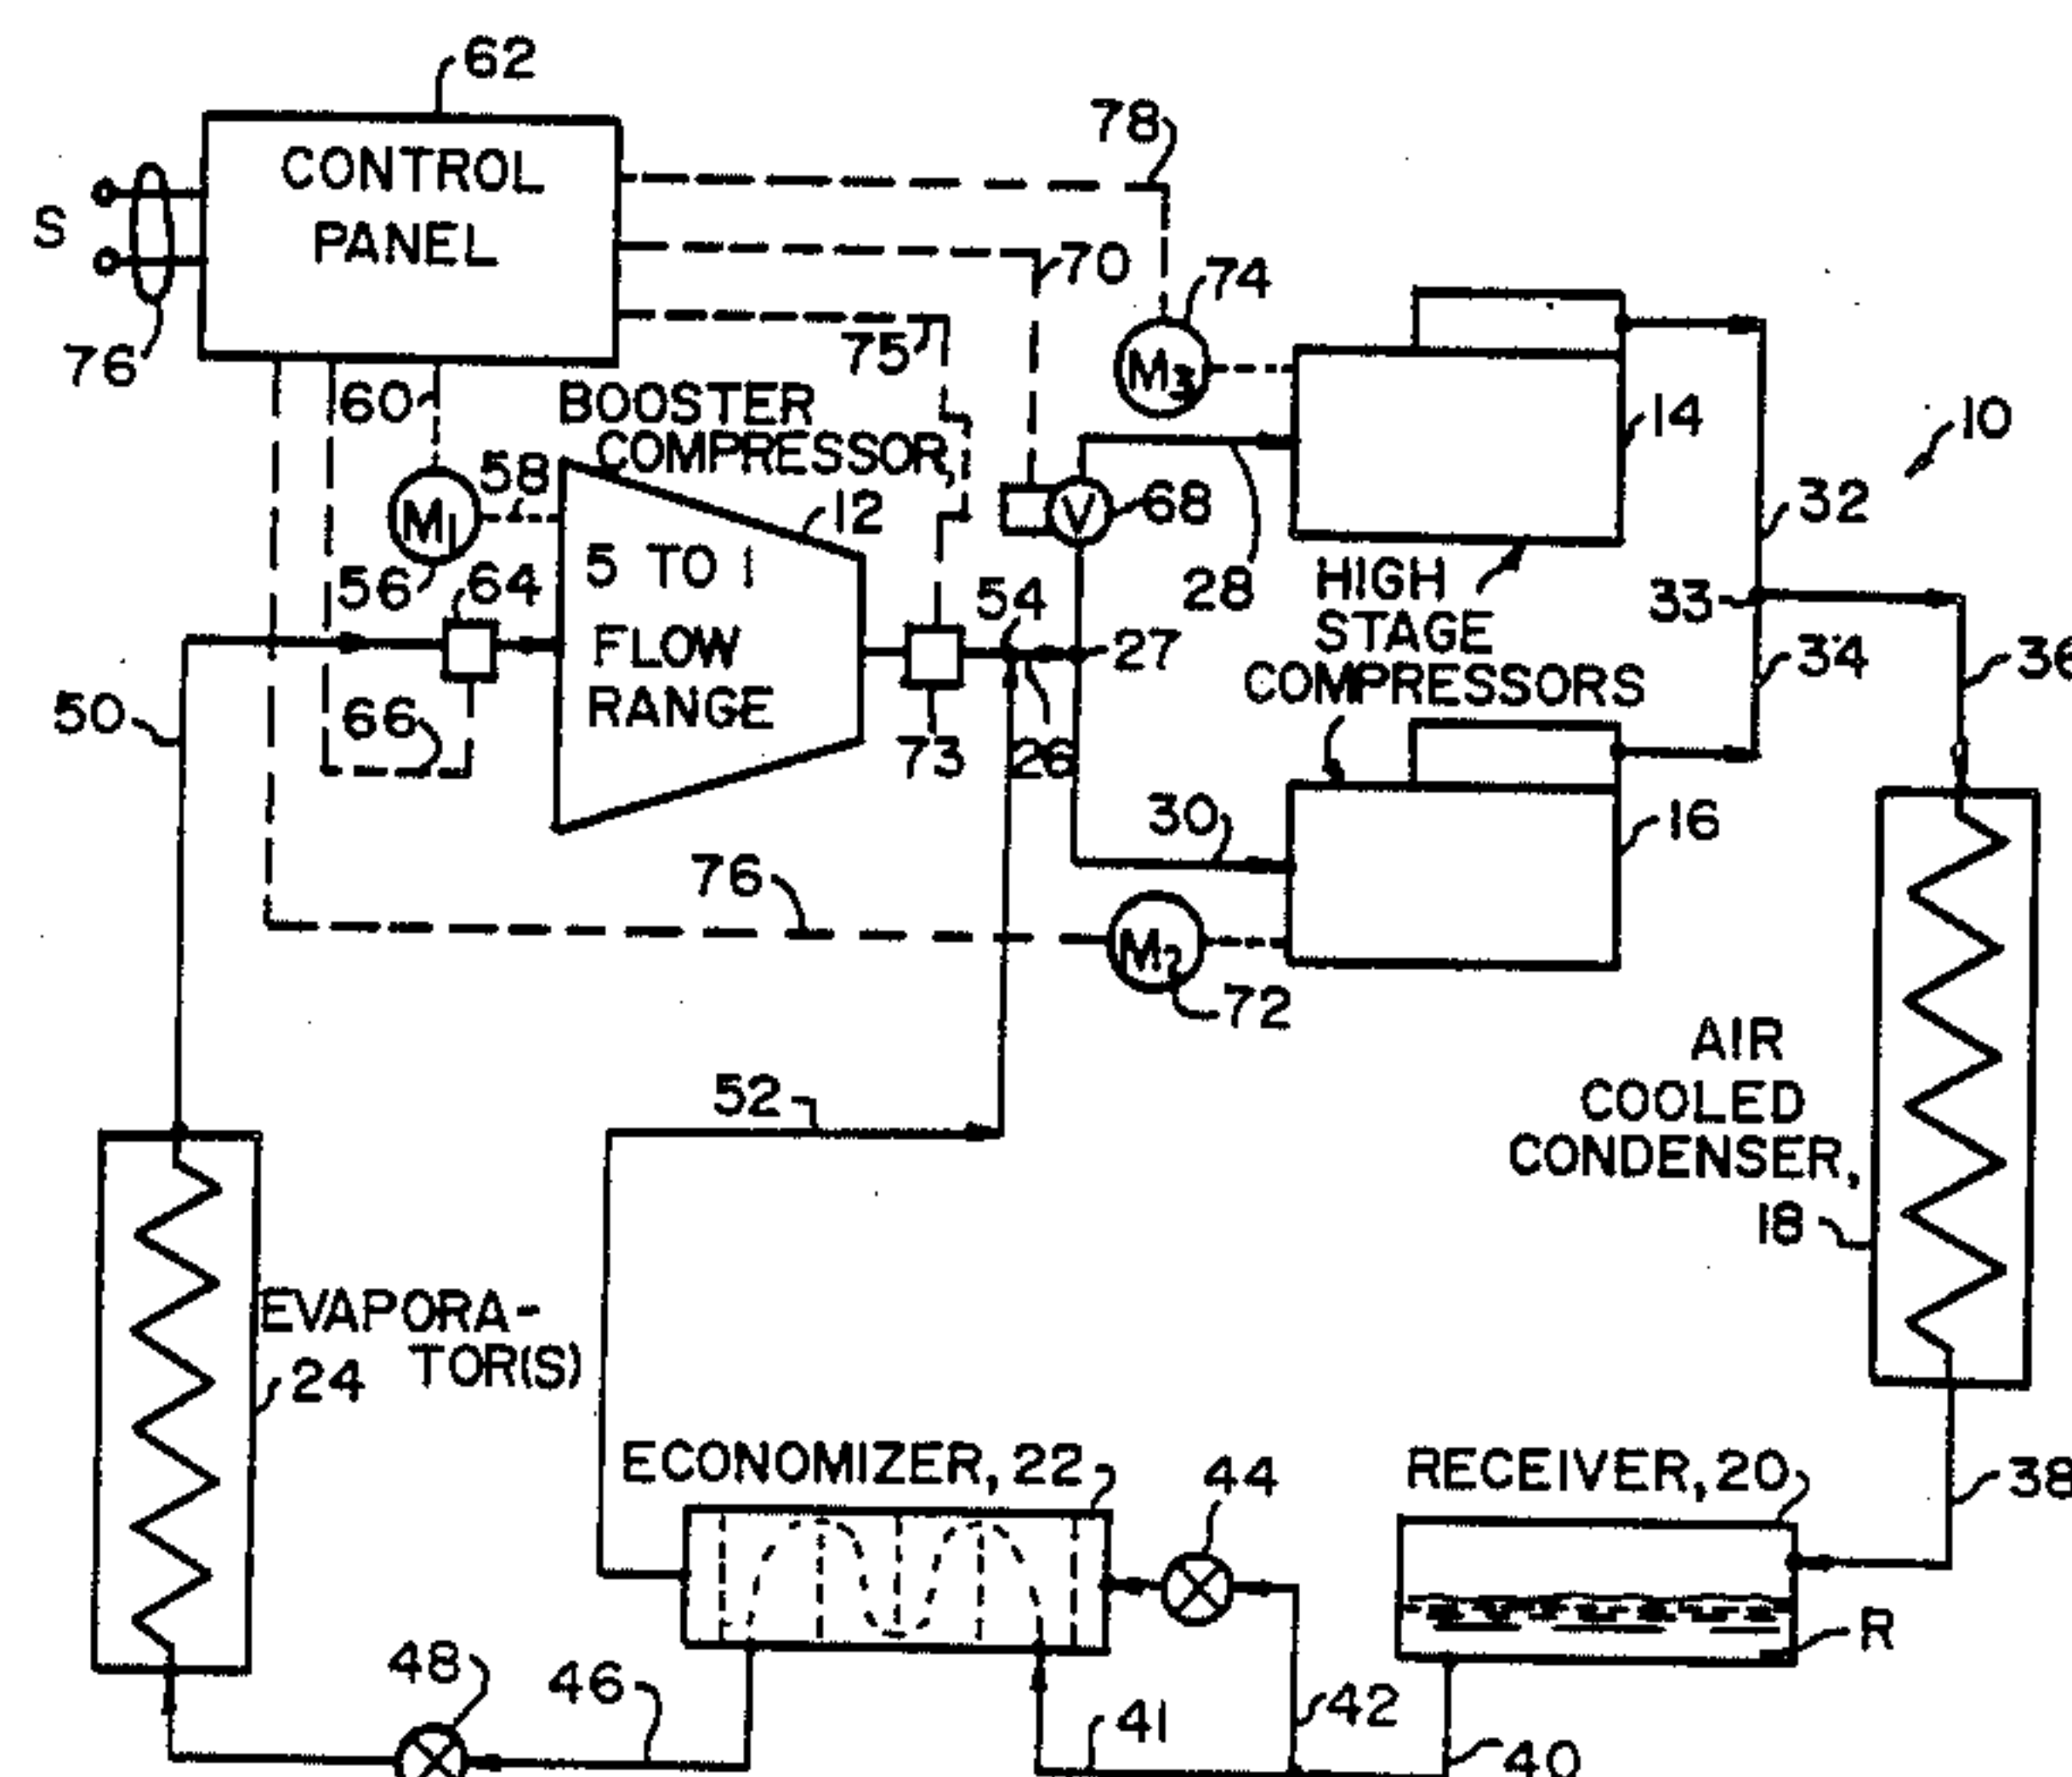 62
CONTROL
PANEL
S
76
78
70
74
75
M3
14
10
60
BOOSTER
COMPRESSOR,
12
58
M1
56
64
5 TO 1
FLOW
RANGE
V
68
28
HIGH
STAGE
COMPRESSORS
32
33
34
36
54
27
26
73
50
66
30
16
76
M2
72
52
AIR
COOLED
CONDENSER,
18
EVAPORA-
TOR(S)
24
ECONOMIZER, 22
44
RECEIVER, 20
38
R
48
46
41
42
40